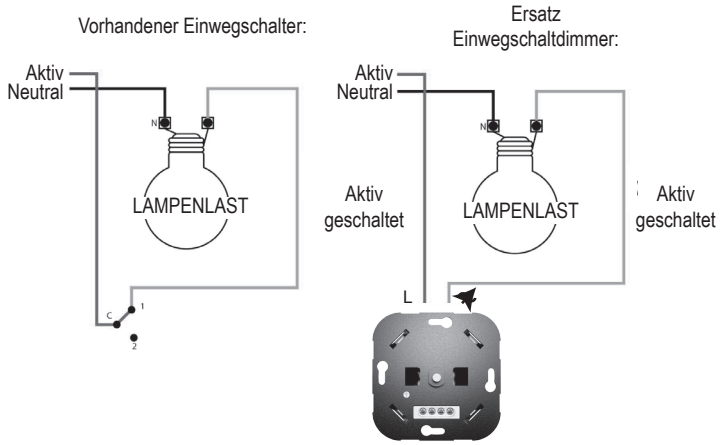 Vorhandener Einwegschalter:
Aktiv
Neutral
N
LAMPENLAST
C
1
2
Ersatz
Einwegschaltdimmer:
Aktiv
Neutral
N
LAMPENLAST
Aktiv
geschaltet
Aktiv
geschaltet
L